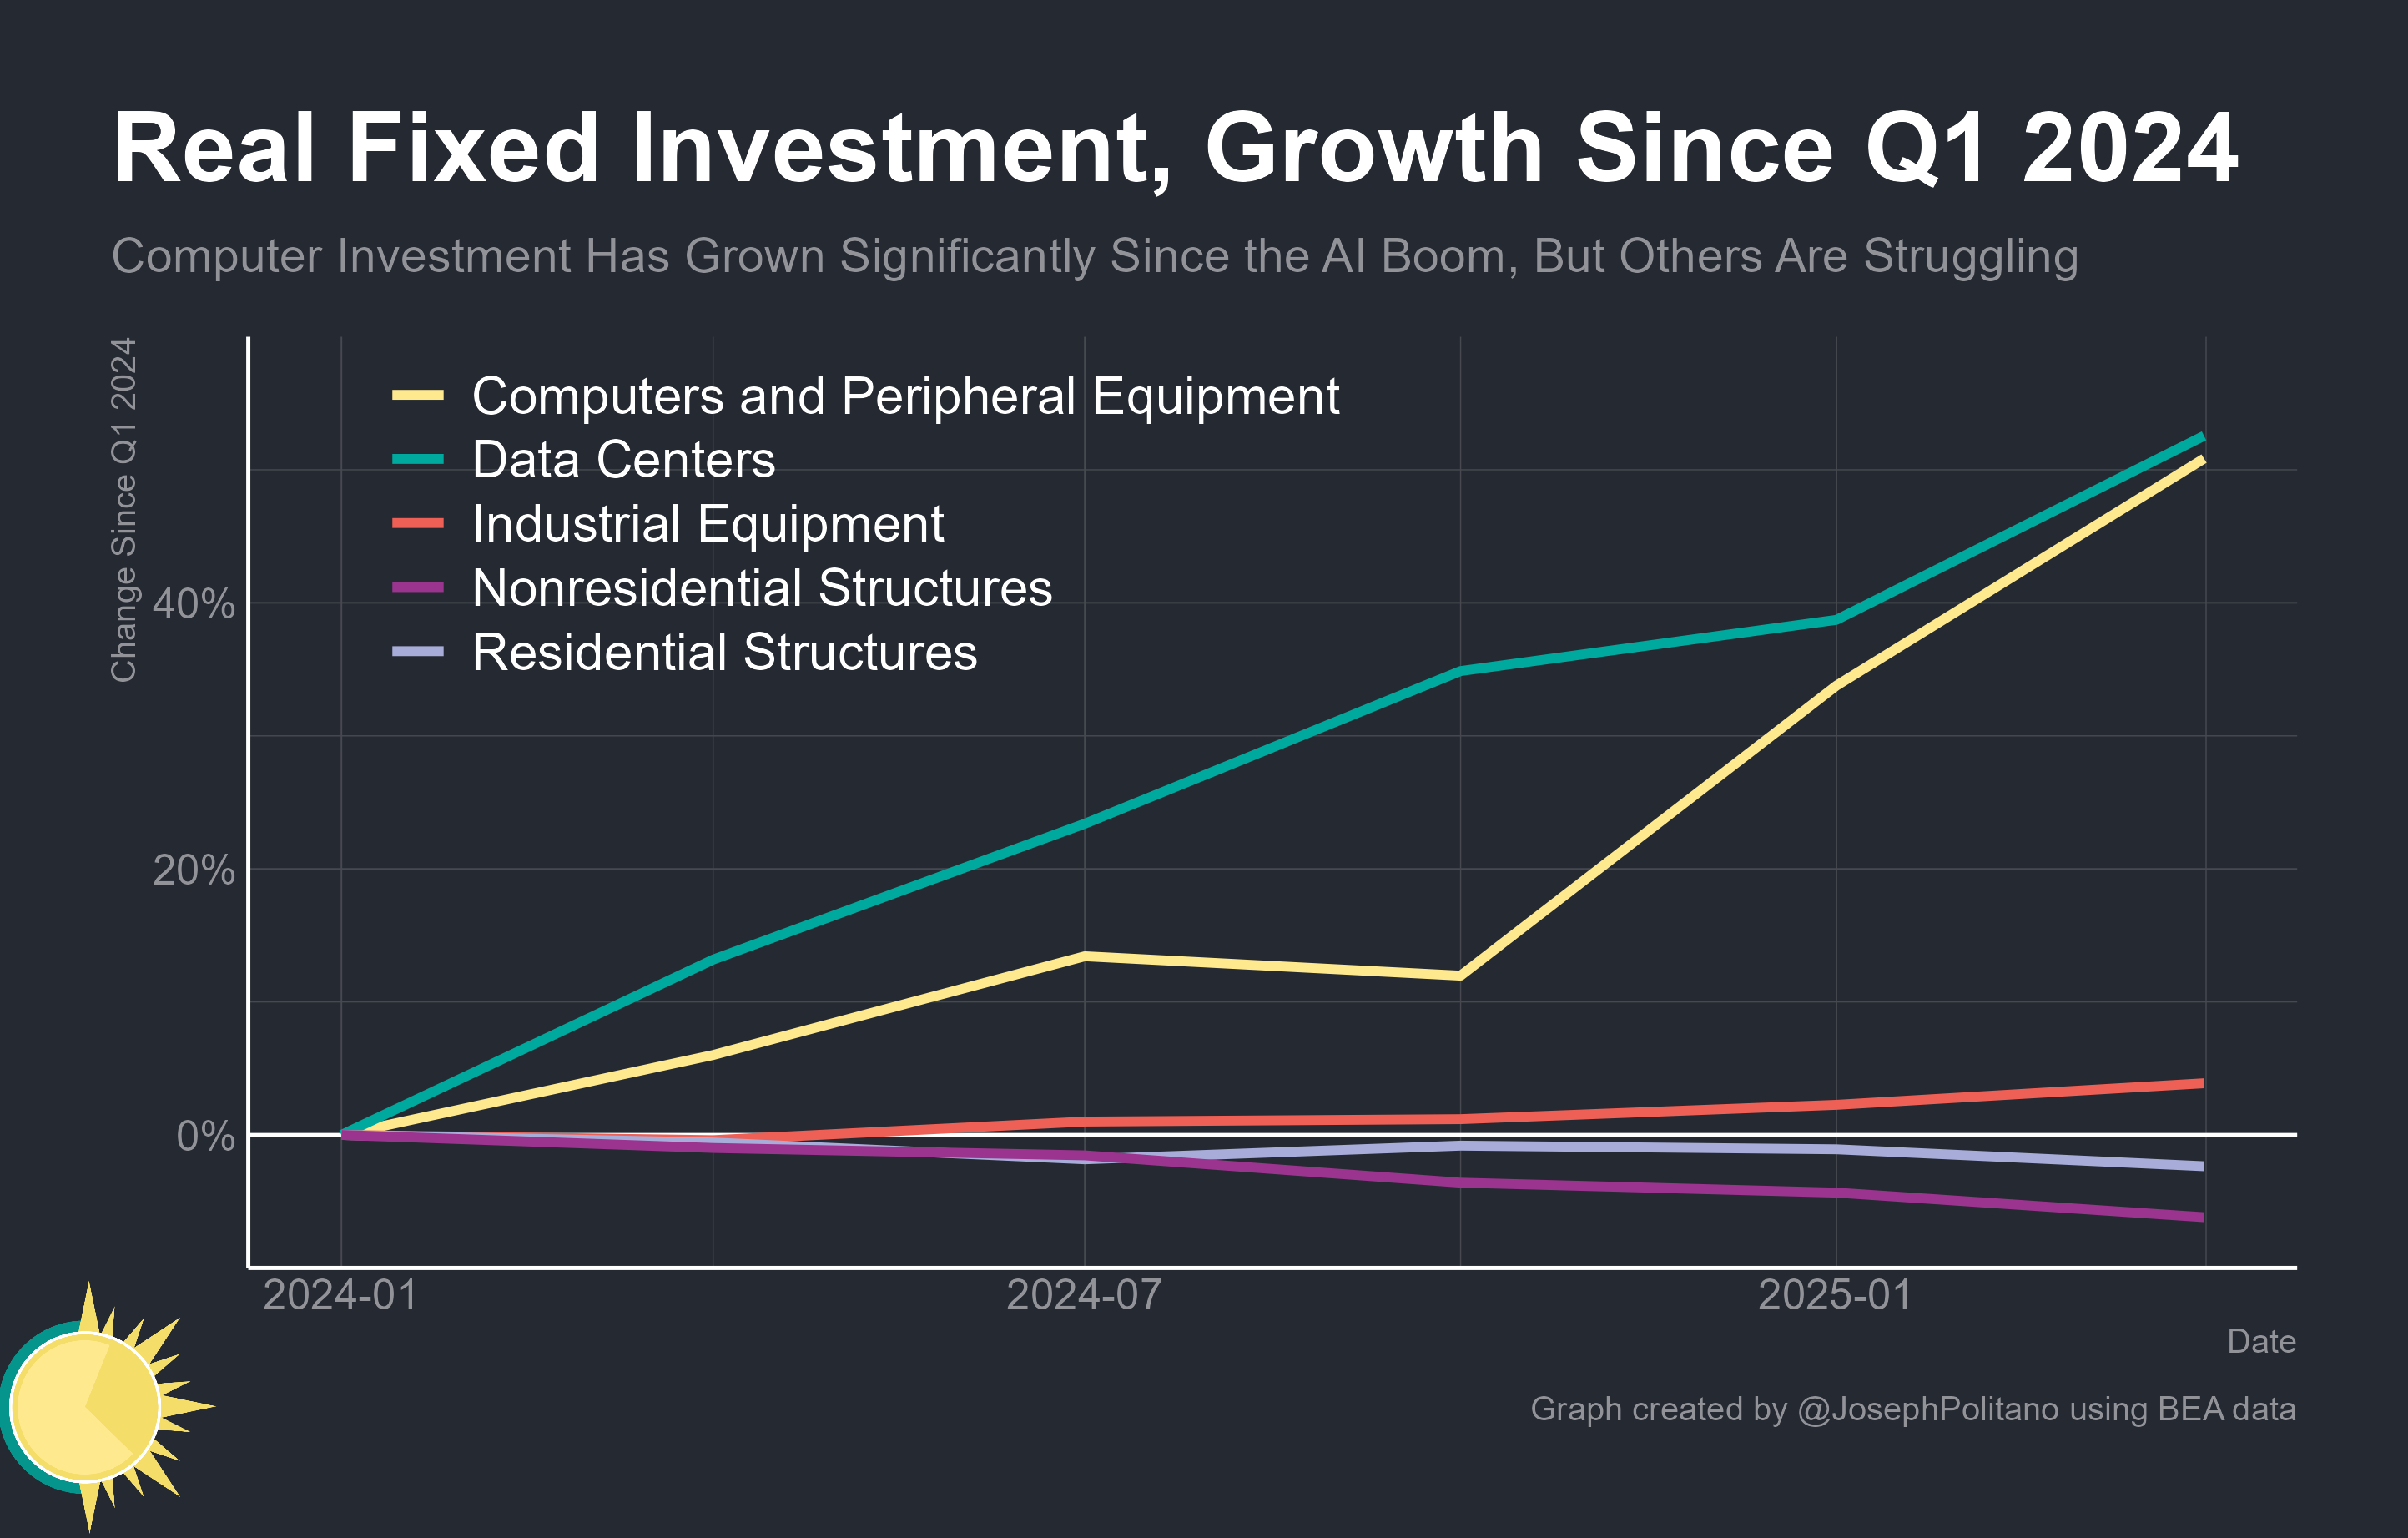 Real Fixed Investment, Growth Since Q1 2024
Computer Investment Has Grown Significantly Since the AI Boom, But Others Are Struggling
Change Since Q1 2024
Computers and Peripheral Equipment
Data Centers
Industrial Equipment
Nonresidential Structures
Residential Structures
40%
20%
0%
2024-01
2024-07
2025-01
Date
Graph created by @JosephPolitano using BEA data